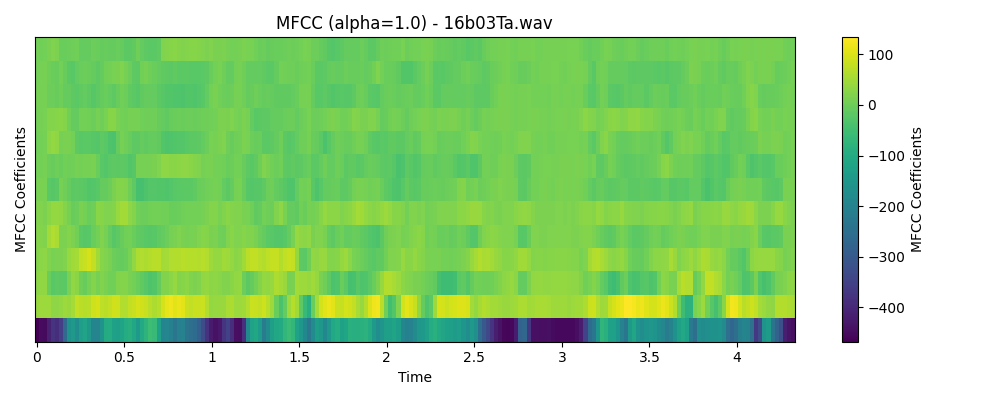 MFCC (alpha=1.0) - 16b03Ta.wav
MFCC Coefficients
0 0.5 1 1.5 2 2.5 3 3.5 4
Time
100
0
−100
−200
−300
−400
MFCC Coefficients